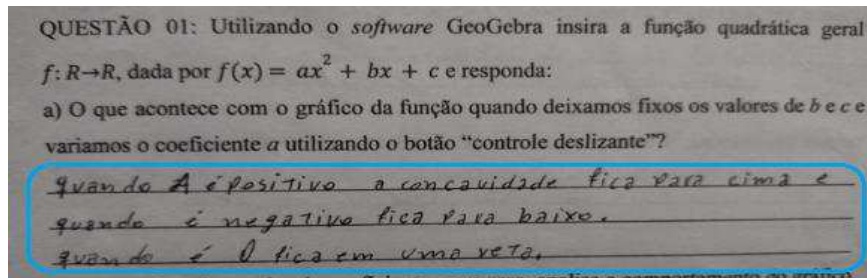 QUESTÃO 01: Utilizando o software GeoGebra insira a função quadrática geral
f: R→R, dada por f(x) = ax² + bx + c e responda:
a) O que acontece com o gráfico da função quando deixamos fixos os valores de b e c e
variamos o coeficiente a utilizando o botão “controle deslizante”?
quando A é positivo a concavidade fica para cima e
quando é negativo fica para baixo.
quando é 0 fica em uma reta.